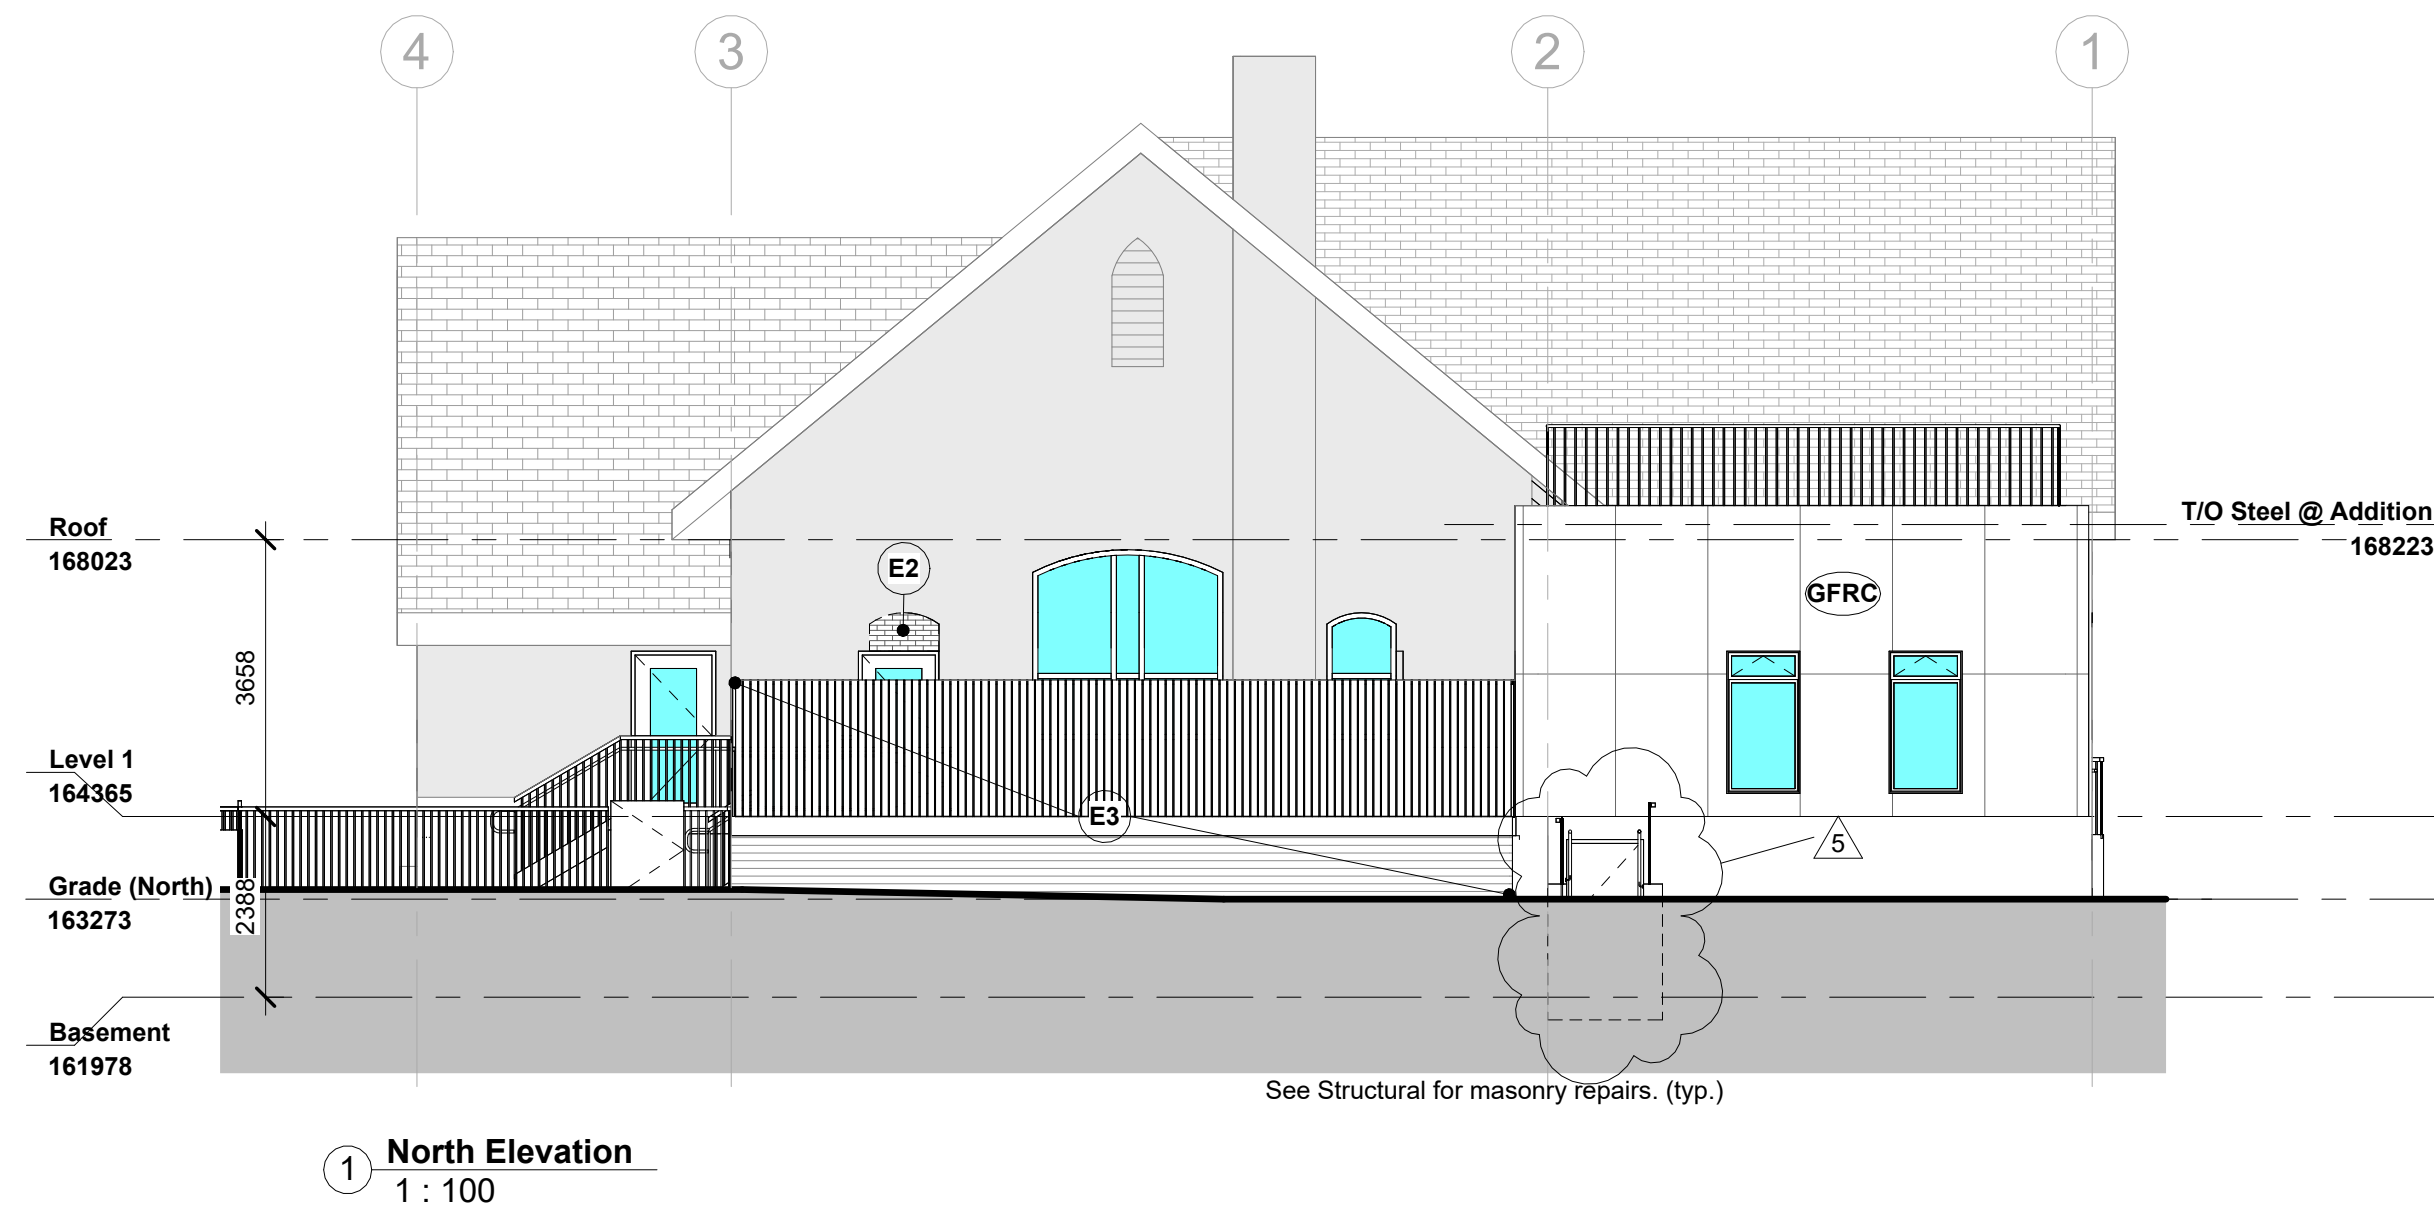 4
3
2
1
Roof
168023
T/O Steel @ Addition
168223
E2
GFRC
3658
Level 1
164365
E3
5
Grade (North)
163273
2388
Basement
161978
See Structural for masonry repairs. (typ.)
1
North Elevation
1 : 100